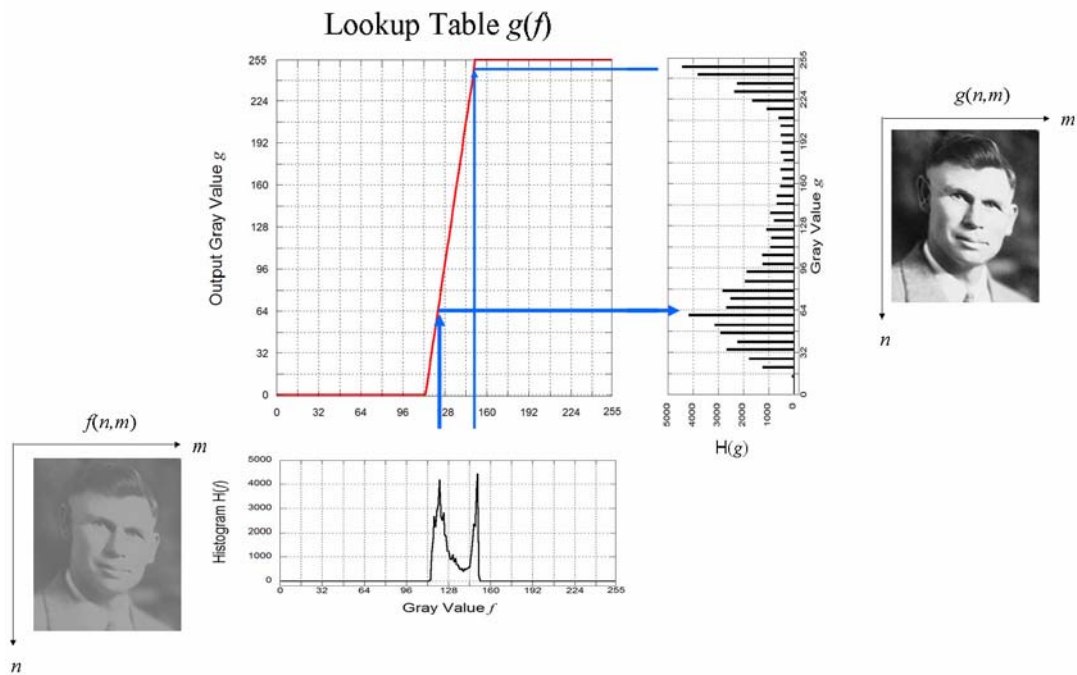 Lookup Table g(f)
255
224
192
160
128
96
64
32
0
Output Gray Value g
0 32 64 96 128 160 192 224 255
255
224
192
160
128
96
64
32
0
Gray Value g
5000 4000 3000 2000 1000 0
H(g)
g(n,m)
m
n
f(n,m)
m
n
5000
4000
3000
2000
1000
0
Histogram H(f)
0 32 64 96 128 160 192 224 255
Gray Value f